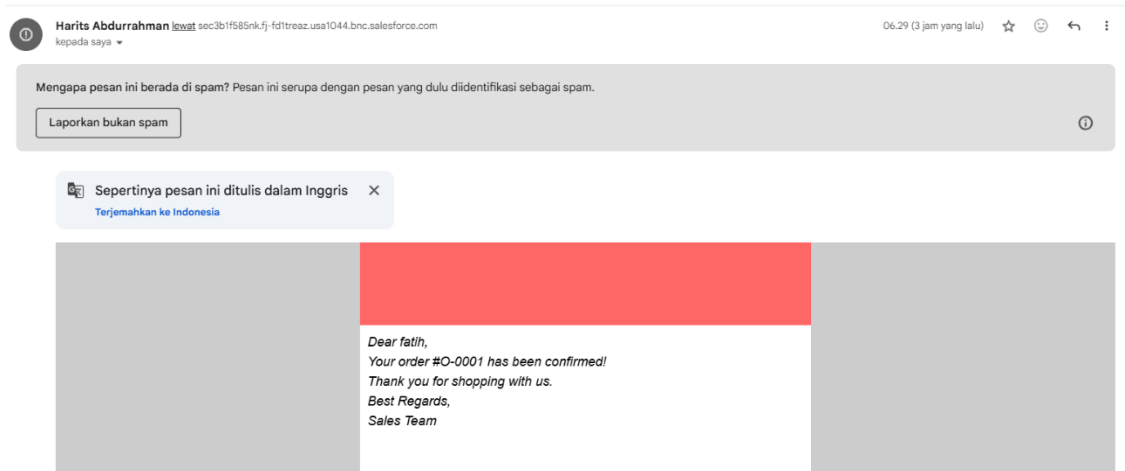 Harits Abdurrahman lewat sec3b1f585nk.fj-fd1treaz.usa1044.bnc.salesforce.com
06.29 (3 jam yang lalu)
kepada saya
Mengapa pesan ini berada di spam? Pesan ini serupa dengan pesan yang dulu diidentifikasi sebagai spam.
Laporkan bukan spam
Sepertinya pesan ini ditulis dalam Inggris
Terjemahkan ke Indonesia
Dear fatih,
Your order #O-0001 has been confirmed!
Thank you for shopping with us.
Best Regards,
Sales Team